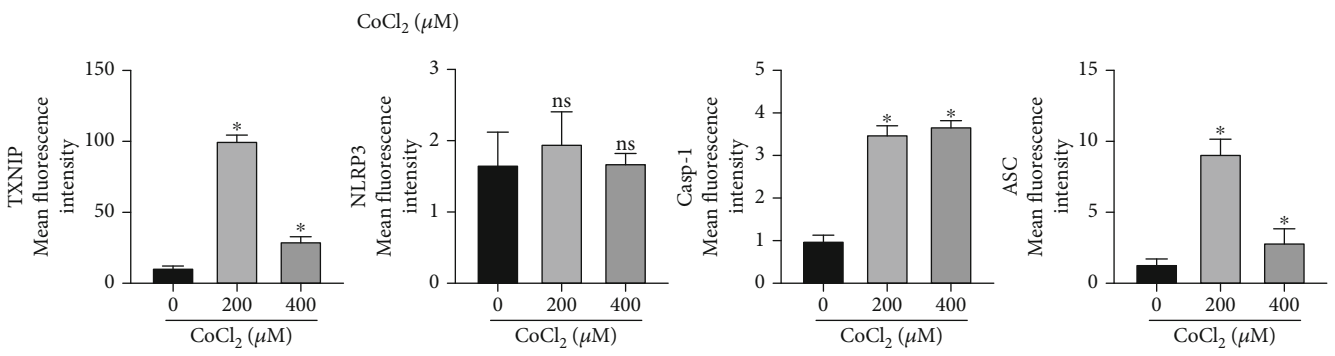 CoCl₂ (μM)
TXNIP
Mean fluorescence
intensity
150
100
50
0
*
*
0 200 400
CoCl₂ (μM)
NLRP3
Mean fluorescence
intensity
3
2
1
0
ns
ns
0 200 400
CoCl₂ (μM)
Casp-1
Mean fluorescence
intensity
5
4
3
2
1
0
*
*
0 200 400
CoCl₂ (μM)
ASC
Mean fluorescence
intensity
15
10
5
0
*
*
0 200 400
CoCl₂ (μM)